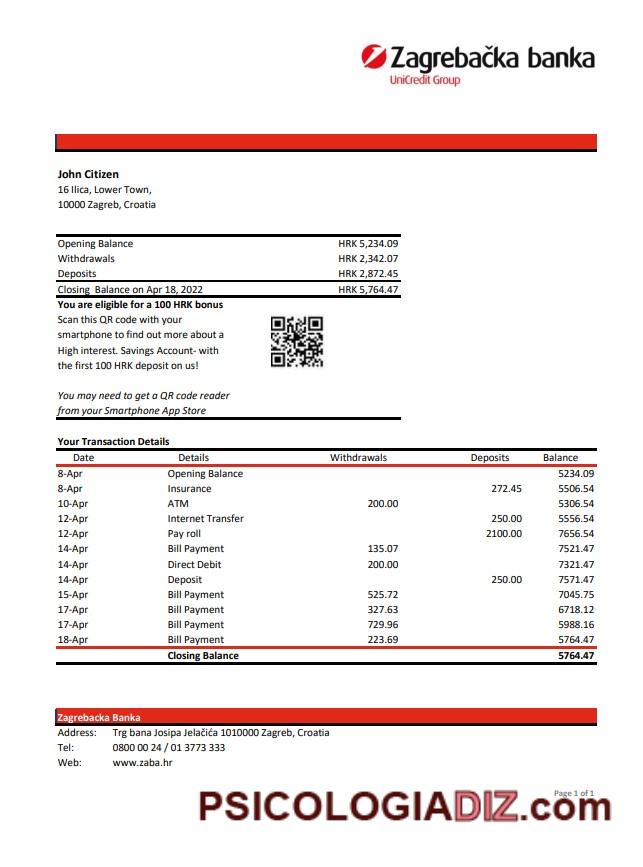 Zagrebačka banka
UniCredit Group
John Citizen
16 Ilica, Lower Town,
10000 Zagreb, Croatia
Opening Balance HRK 5,234.09
Withdrawals HRK 2,342.07
Deposits HRK 2,872.45
Closing Balance on Apr 18, 2022 HRK 5,764.47
You are eligible for a 100 HRK bonus
Scan this QR code with your
smartphone to find out more about a
High interest. Savings Account- with
the first 100 HRK deposit on us!
You may need to get a QR code reader
from your Smartphone App Store
Your Transaction Details
Date Details Withdrawals Deposits Balance
8-Apr Opening Balance 5234.09
8-Apr Insurance 272.45 5506.54
10-Apr ATM 200.00 5306.54
12-Apr Internet Transfer 250.00 5556.54
12-Apr Pay roll 2100.00 7656.54
14-Apr Bill Payment 135.07 7521.47
14-Apr Direct Debit 200.00 7321.47
14-Apr Deposit 250.00 7571.47
15-Apr Bill Payment 525.72 7045.75
17-Apr Bill Payment 327.63 6718.12
17-Apr Bill Payment 729.96 5988.16
18-Apr Bill Payment 223.69 5764.47
Closing Balance 5764.47
Zagrebacka Banka
Address: Trg bana Josipa Jelačića 1010000 Zagreb, Croatia
Tel: 0800 00 24 / 01 3773 333
Web: www.zaba.hr
Page 1 of 1
PSICOLOGIADIZ.com